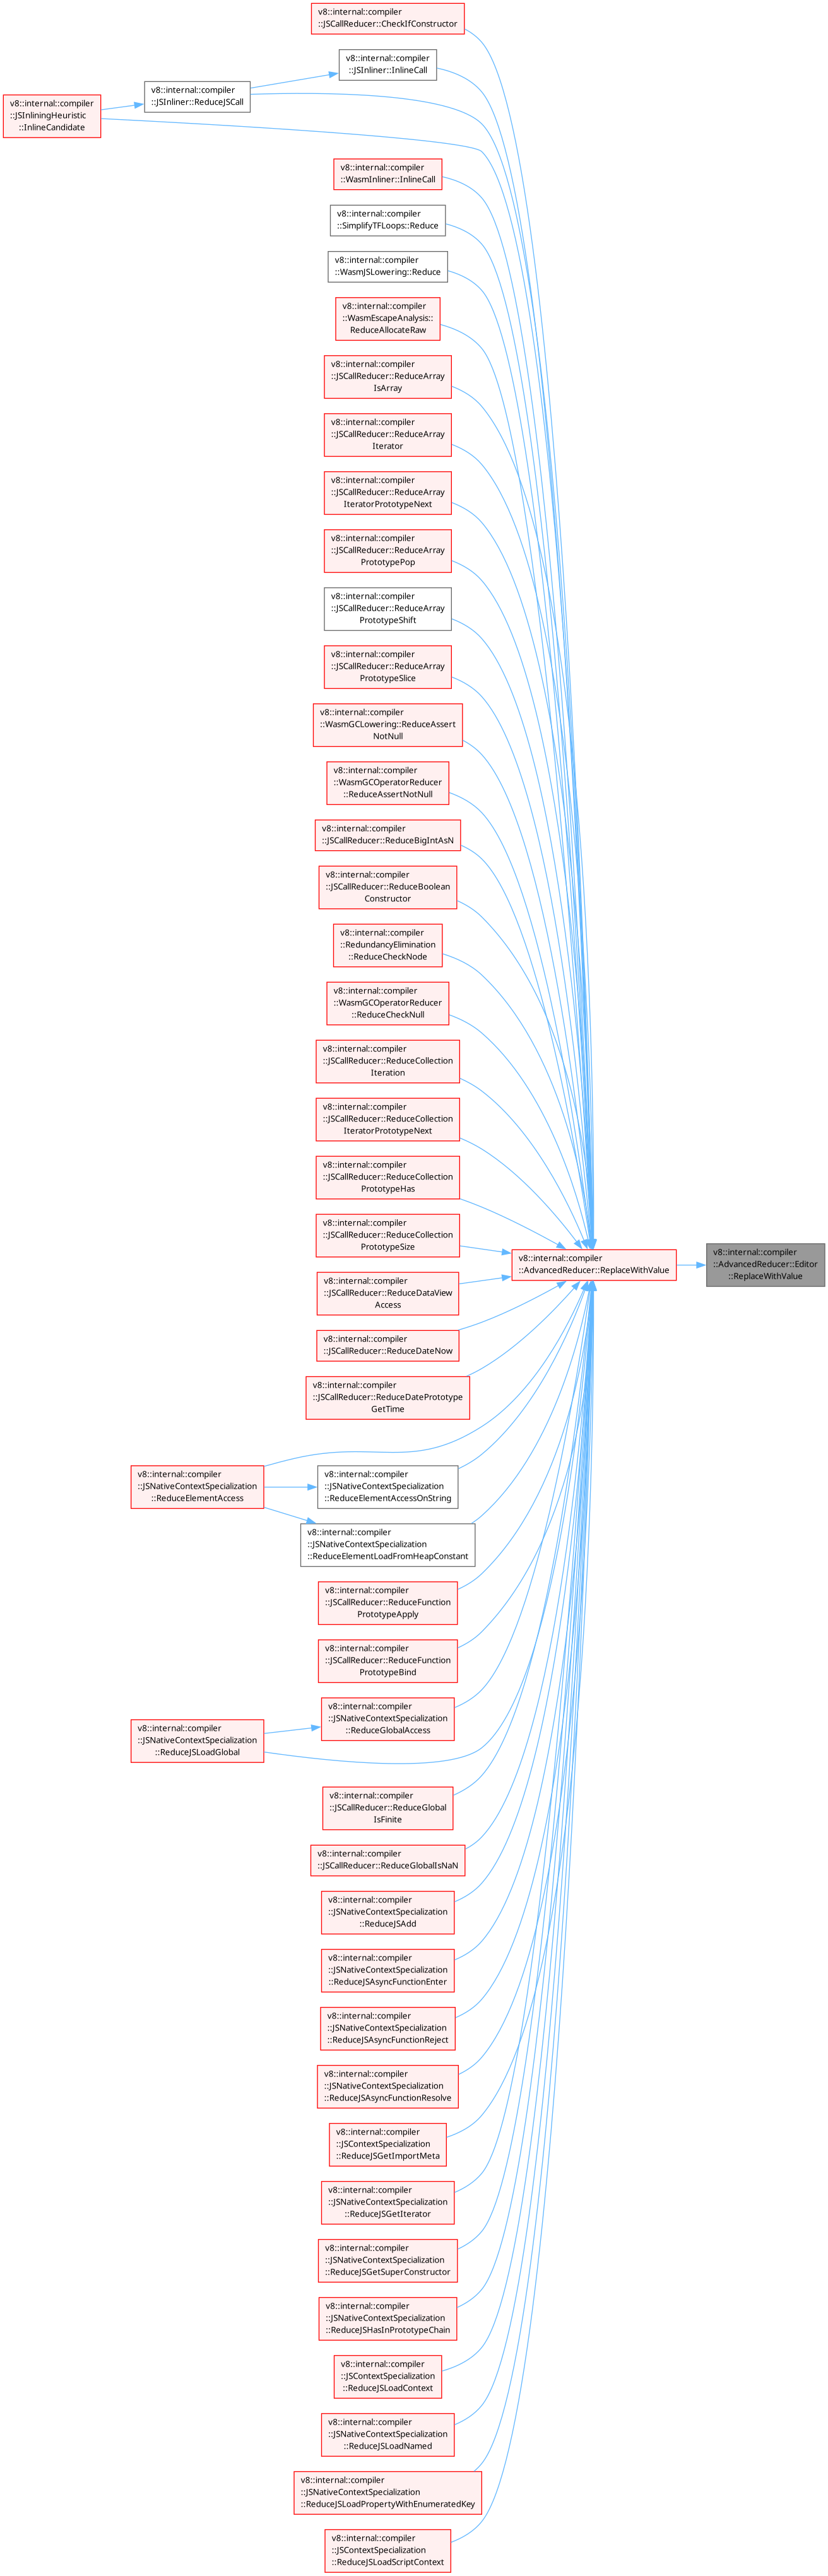 v8::internal::compiler
::JSCallReducer::CheckIfConstructor
v8::internal::compiler
::JSInliner::InlineCall
v8::internal::compiler
::JSInliner::ReduceJSCall
v8::internal::compiler
::JSInliningHeuristic
::InlineCandidate
v8::internal::compiler
::WasmInliner::InlineCall
v8::internal::compiler
::SimplifyTFLoops::Reduce
v8::internal::compiler
::WasmJSLowering::Reduce
v8::internal::compiler
::WasmEscapeAnalysis::
ReduceAllocateRaw
v8::internal::compiler
::JSCallReducer::ReduceArray
IsArray
v8::internal::compiler
::JSCallReducer::ReduceArray
Iterator
v8::internal::compiler
::JSCallReducer::ReduceArray
IteratorPrototypeNext
v8::internal::compiler
::JSCallReducer::ReduceArray
PrototypePop
v8::internal::compiler
::JSCallReducer::ReduceArray
PrototypeShift
v8::internal::compiler
::JSCallReducer::ReduceArray
PrototypeSlice
v8::internal::compiler
::WasmGCLowering::ReduceAssert
NotNull
v8::internal::compiler
::WasmGCOperatorReducer
::ReduceAssertNotNull
v8::internal::compiler
::JSCallReducer::ReduceBigIntAsN
v8::internal::compiler
::JSCallReducer::ReduceBoolean
Constructor
v8::internal::compiler
::RedundancyElimination
::ReduceCheckNode
v8::internal::compiler
::WasmGCOperatorReducer
::ReduceCheckNull
v8::internal::compiler
::JSCallReducer::ReduceCollection
Iteration
v8::internal::compiler
::JSCallReducer::ReduceCollection
IteratorPrototypeNext
v8::internal::compiler
::JSCallReducer::ReduceCollection
PrototypeHas
v8::internal::compiler
::JSCallReducer::ReduceCollection
PrototypeSize
v8::internal::compiler
::AdvancedReducer::ReplaceWithValue
v8::internal::compiler
::AdvancedReducer::Editor
::ReplaceWithValue
v8::internal::compiler
::JSCallReducer::ReduceDataView
Access
v8::internal::compiler
::JSCallReducer::ReduceDateNow
v8::internal::compiler
::JSCallReducer::ReduceDatePrototype
GetTime
v8::internal::compiler
::JSNativeContextSpecialization
::ReduceElementAccess
v8::internal::compiler
::JSNativeContextSpecialization
::ReduceElementAccessOnString
v8::internal::compiler
::JSNativeContextSpecialization
::ReduceElementLoadFromHeapConstant
v8::internal::compiler
::JSCallReducer::ReduceFunction
PrototypeApply
v8::internal::compiler
::JSCallReducer::ReduceFunction
PrototypeBind
v8::internal::compiler
::JSNativeContextSpecialization
::ReduceGlobalAccess
v8::internal::compiler
::JSNativeContextSpecialization
::ReduceJSLoadGlobal
v8::internal::compiler
::JSCallReducer::ReduceGlobal
IsFinite
v8::internal::compiler
::JSCallReducer::ReduceGlobalIsNaN
v8::internal::compiler
::JSNativeContextSpecialization
::ReduceJSAdd
v8::internal::compiler
::JSNativeContextSpecialization
::ReduceJSAsyncFunctionEnter
v8::internal::compiler
::JSNativeContextSpecialization
::ReduceJSAsyncFunctionReject
v8::internal::compiler
::JSNativeContextSpecialization
::ReduceJSAsyncFunctionResolve
v8::internal::compiler
::JSContextSpecialization
::ReduceJSGetImportMeta
v8::internal::compiler
::JSNativeContextSpecialization
::ReduceJSGetIterator
v8::internal::compiler
::JSNativeContextSpecialization
::ReduceJSGetSuperConstructor
v8::internal::compiler
::JSNativeContextSpecialization
::ReduceJSHasInPrototypeChain
v8::internal::compiler
::JSContextSpecialization
::ReduceJSLoadContext
v8::internal::compiler
::JSNativeContextSpecialization
::ReduceJSLoadNamed
v8::internal::compiler
::JSNativeContextSpecialization
::ReduceJSLoadPropertyWithEnumeratedKey
v8::internal::compiler
::JSContextSpecialization
::ReduceJSLoadScriptContext